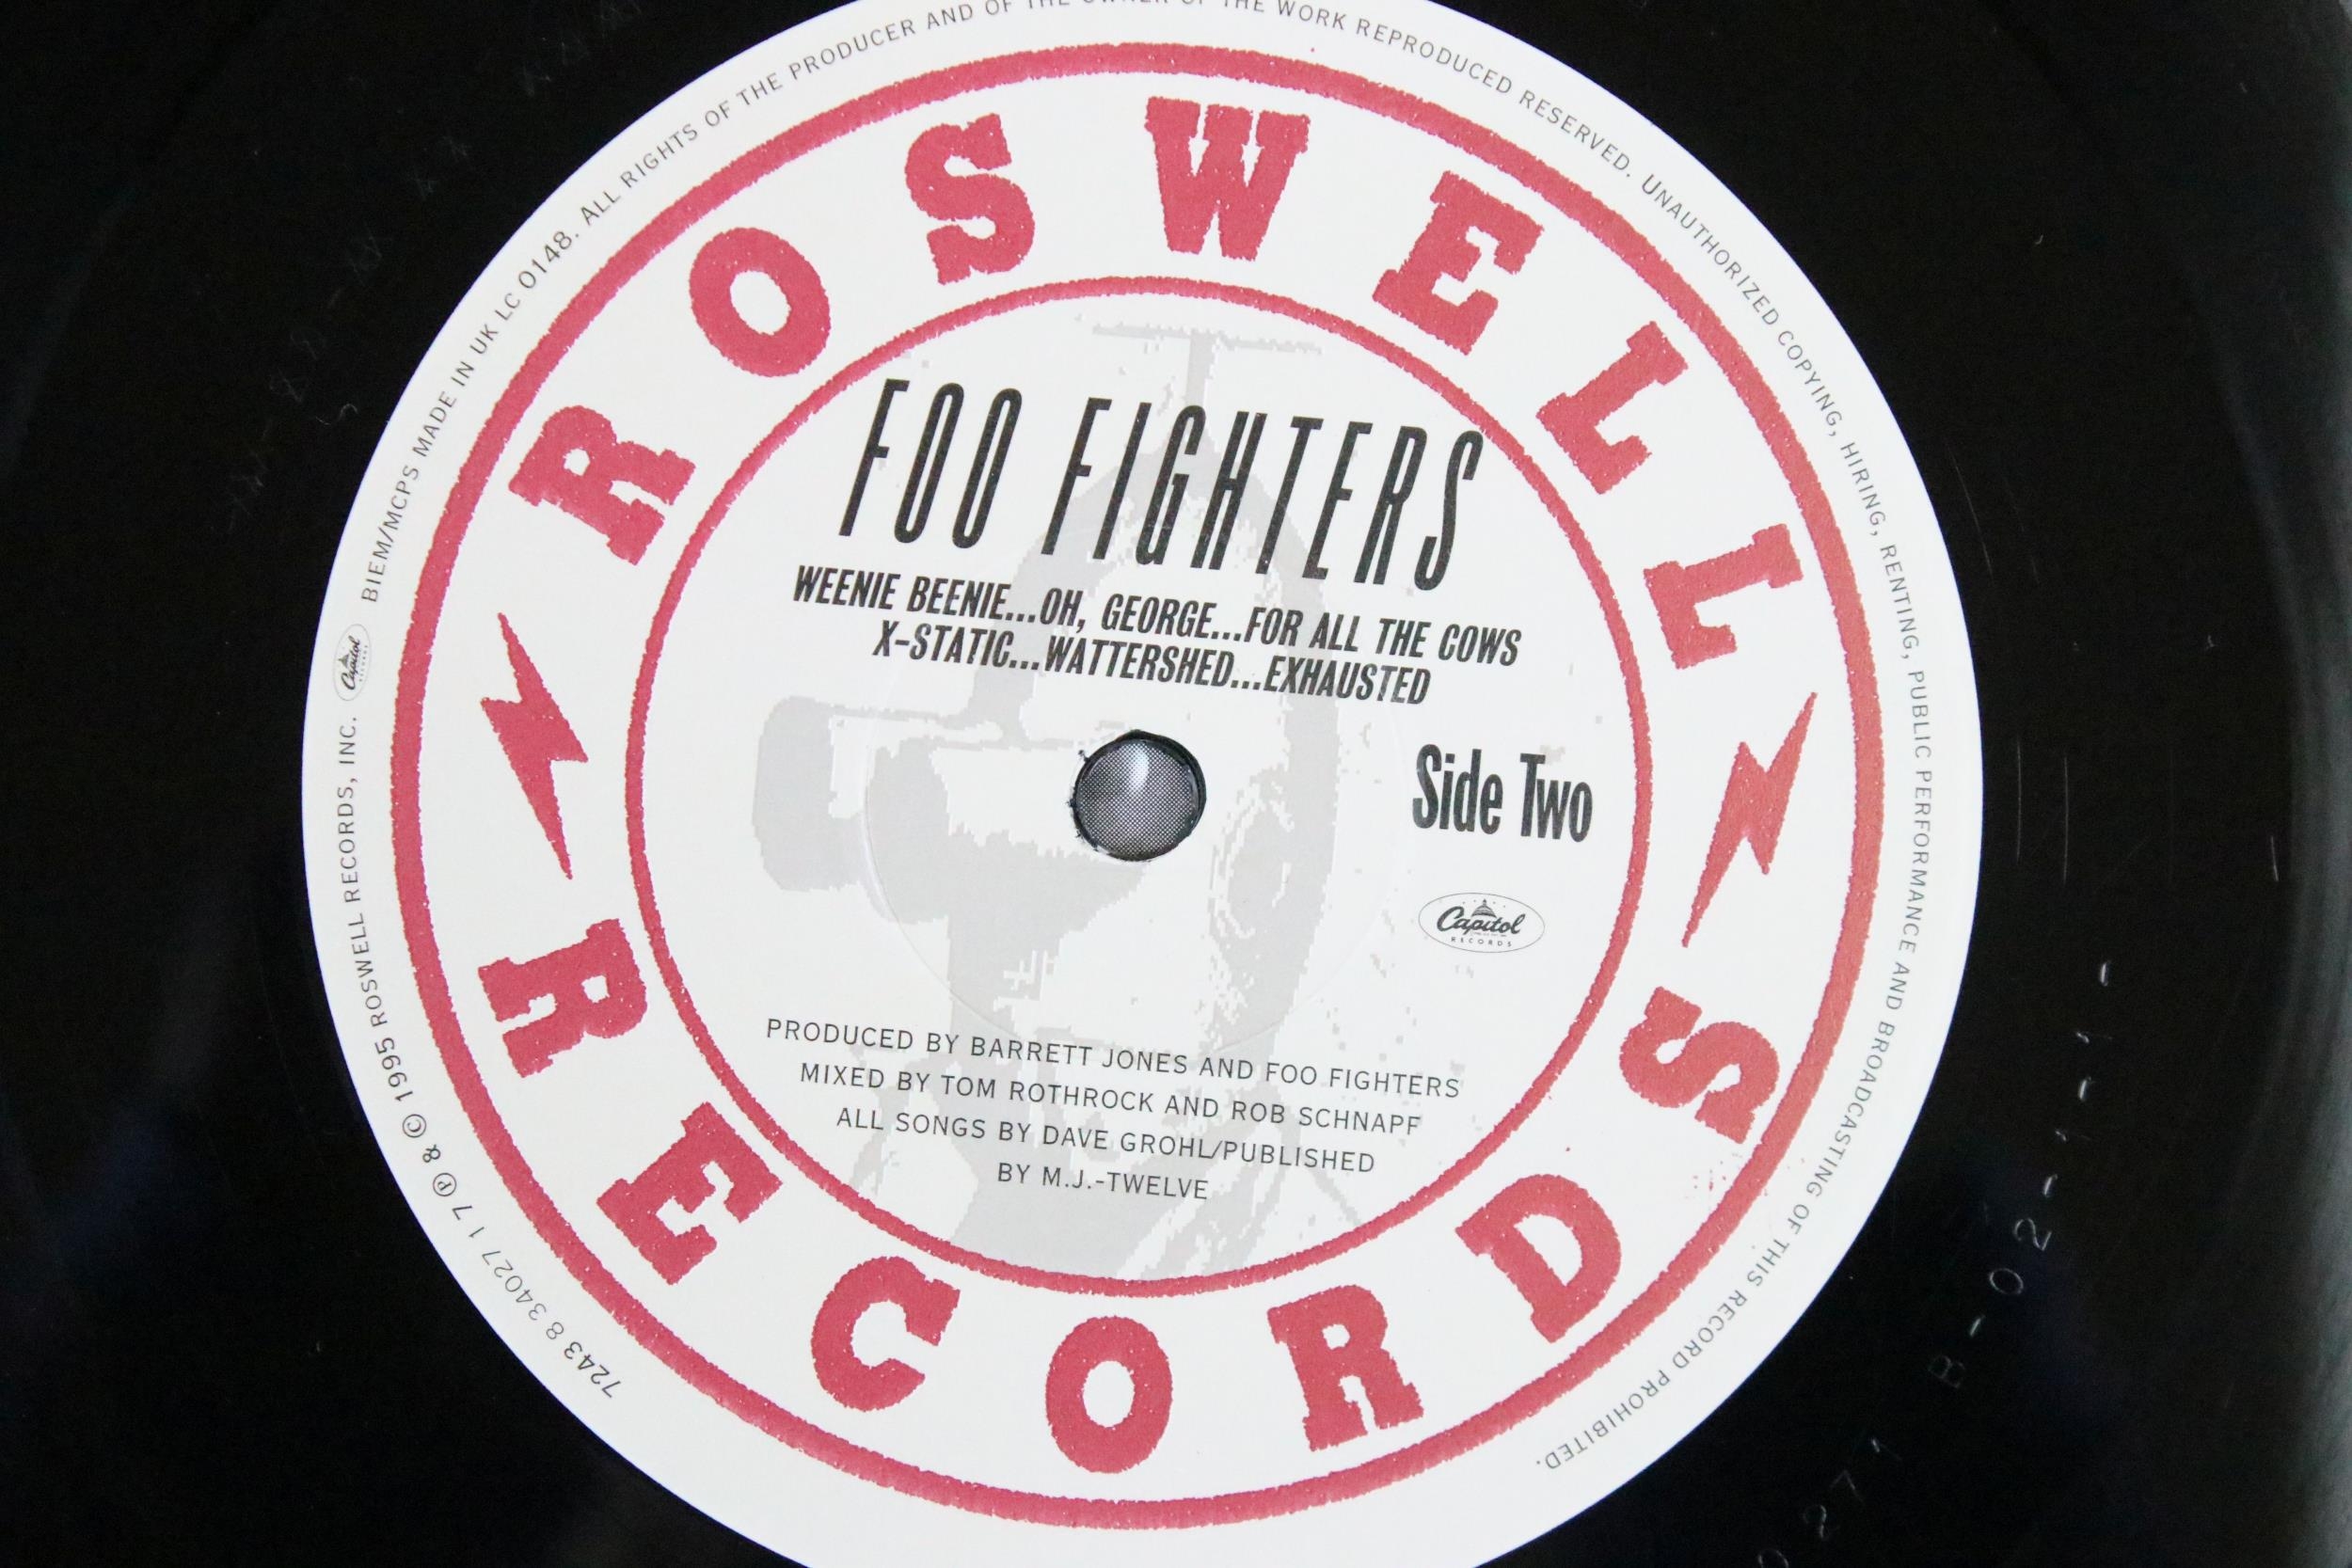 ROSWELL
RECORDS
FOO FIGHTERS
WEENIE BEENIE...OH, GEORGE...FOR ALL THE COWS
X-STATIC...WATTERSHED...EXHAUSTED
Side Two
Capitol
RECORDS
PRODUCED BY BARRETT JONES AND FOO FIGHTERS
MIXED BY TOM ROTHROCK AND ROB SCHNAPF
ALL SONGS BY DAVE GROHL/PUBLISHED
BY M.J.-TWELVE
7243 8 34027 1 7 ℗ & © 1995 ROSWELL RECORDS, INC. Capitol BIEM/MCPS MADE IN UK LC 0148. ALL RIGHTS OF THE PRODUCER AND OF THE OWNER OF THE WORK REPRODUCED RESERVED. UNAUTHORIZED COPYING, HIRING, RENTING, PUBLIC PERFORMANCE AND BROADCASTING OF THIS RECORD PROHIBITED.